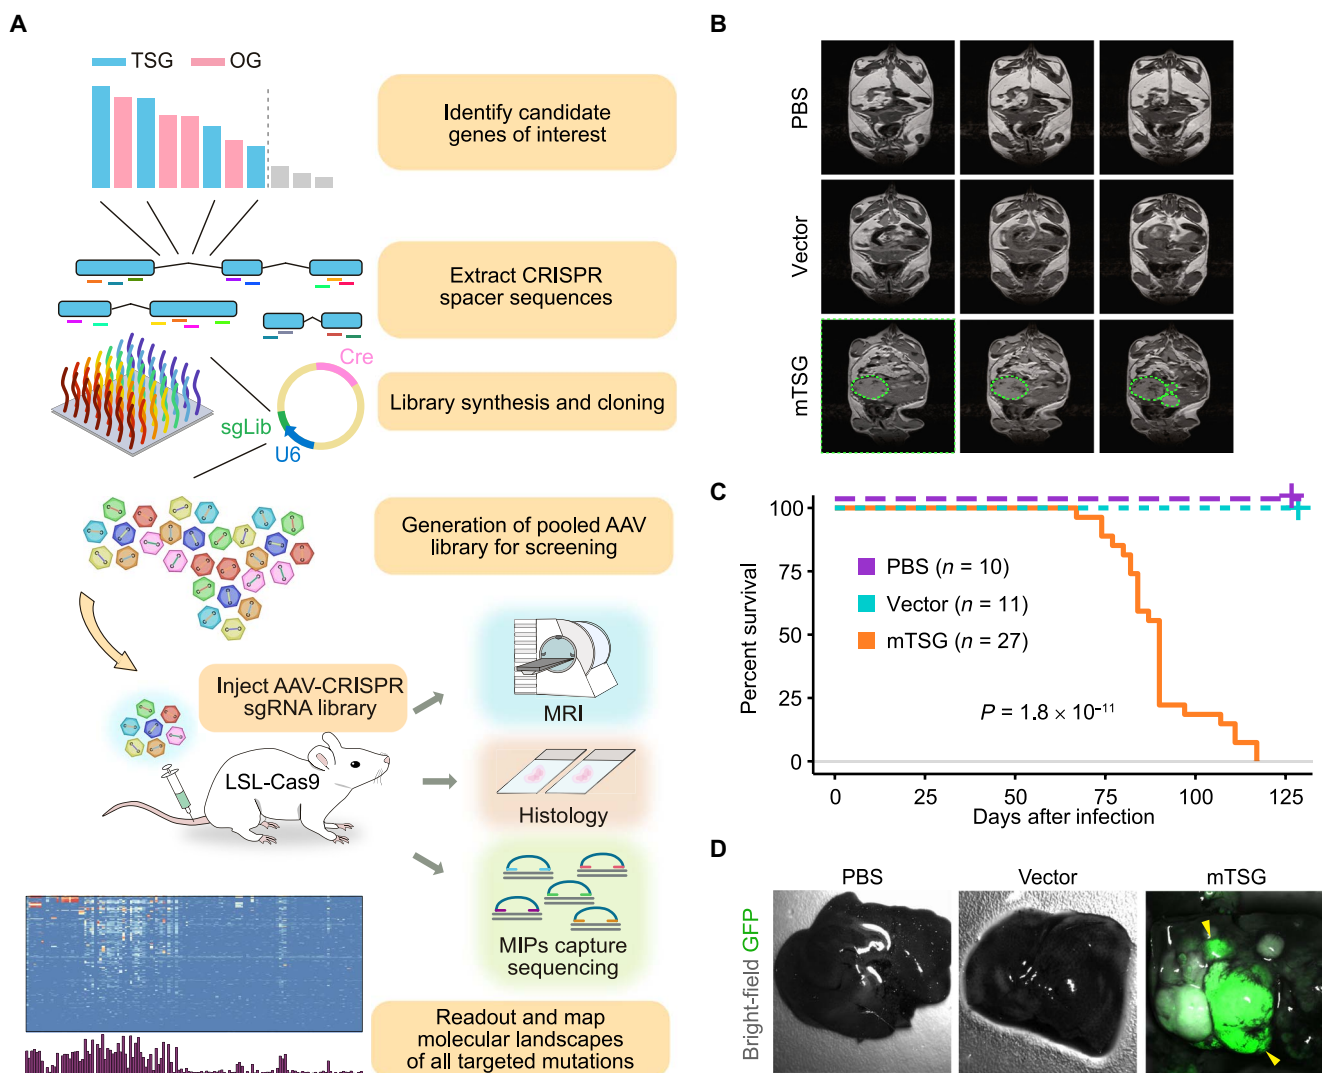 A
TSG
OG
Identify candidate
genes of interest
Extract CRISPR
spacer sequences
Cre
sgLib
U6
Library synthesis and cloning
Generation of pooled AAV
library for screening
Inject AAV-CRISPR
sgRNA library
LSL-Cas9
MRI
Histology
MIPs capture
sequencing
Readout and map
molecular landscapes
of all targeted mutations
B
PBS
Vector
mTSG
C
Percent survival
100
75
50
25
0
PBS (n = 10)
Vector (n = 11)
mTSG (n = 27)
P = 1.8 × 10⁻¹¹
0
25
50
75
100
125
Days after infection
D
PBS
Vector
mTSG
Bright-field GFP